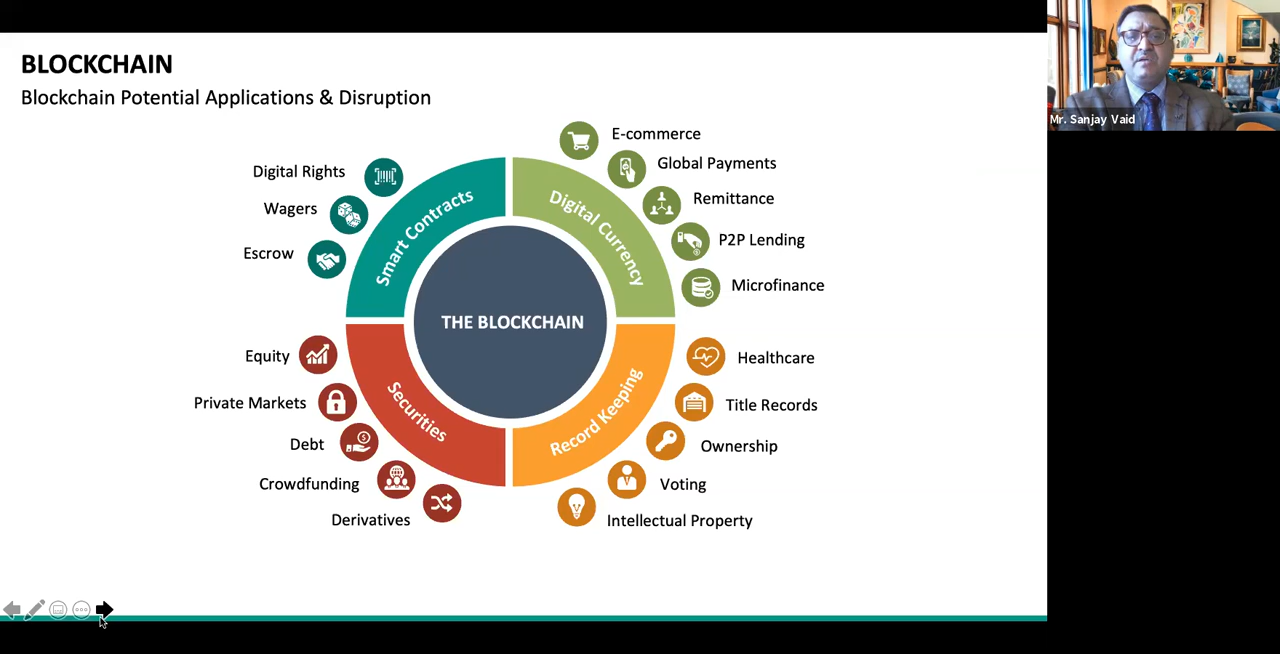 BLOCKCHAIN
Blockchain Potential Applications & Disruption
Mr. Sanjay Vaid
Digital Rights
Wagers
Escrow
Smart Contracts
Digital Currency
E-commerce
Global Payments
Remittance
P2P Lending
Microfinance
THE BLOCKCHAIN
Equity
Private Markets
Debt
Crowdfunding
Derivatives
Securities
Record Keeping
Healthcare
Title Records
Ownership
Voting
Intellectual Property